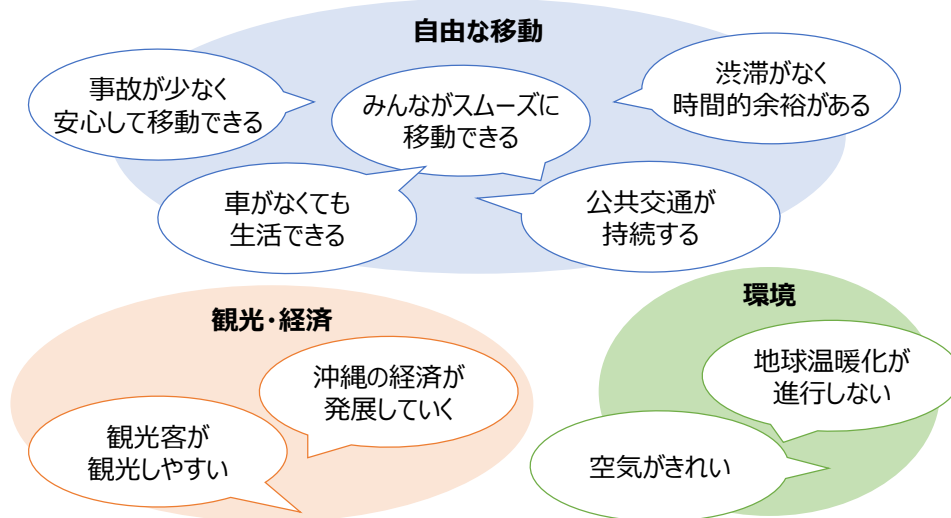 自由な移動
事故が少なく
安心して移動できる
みんながスムーズに
移動できる
渋滞がなく
時間的余裕がある
車がなくても
生活できる
公共交通が
持続する
観光・経済
沖縄の経済が
発展していく
観光客が
観光しやすい
環境
地球温暖化が
進行しない
空気がきれい